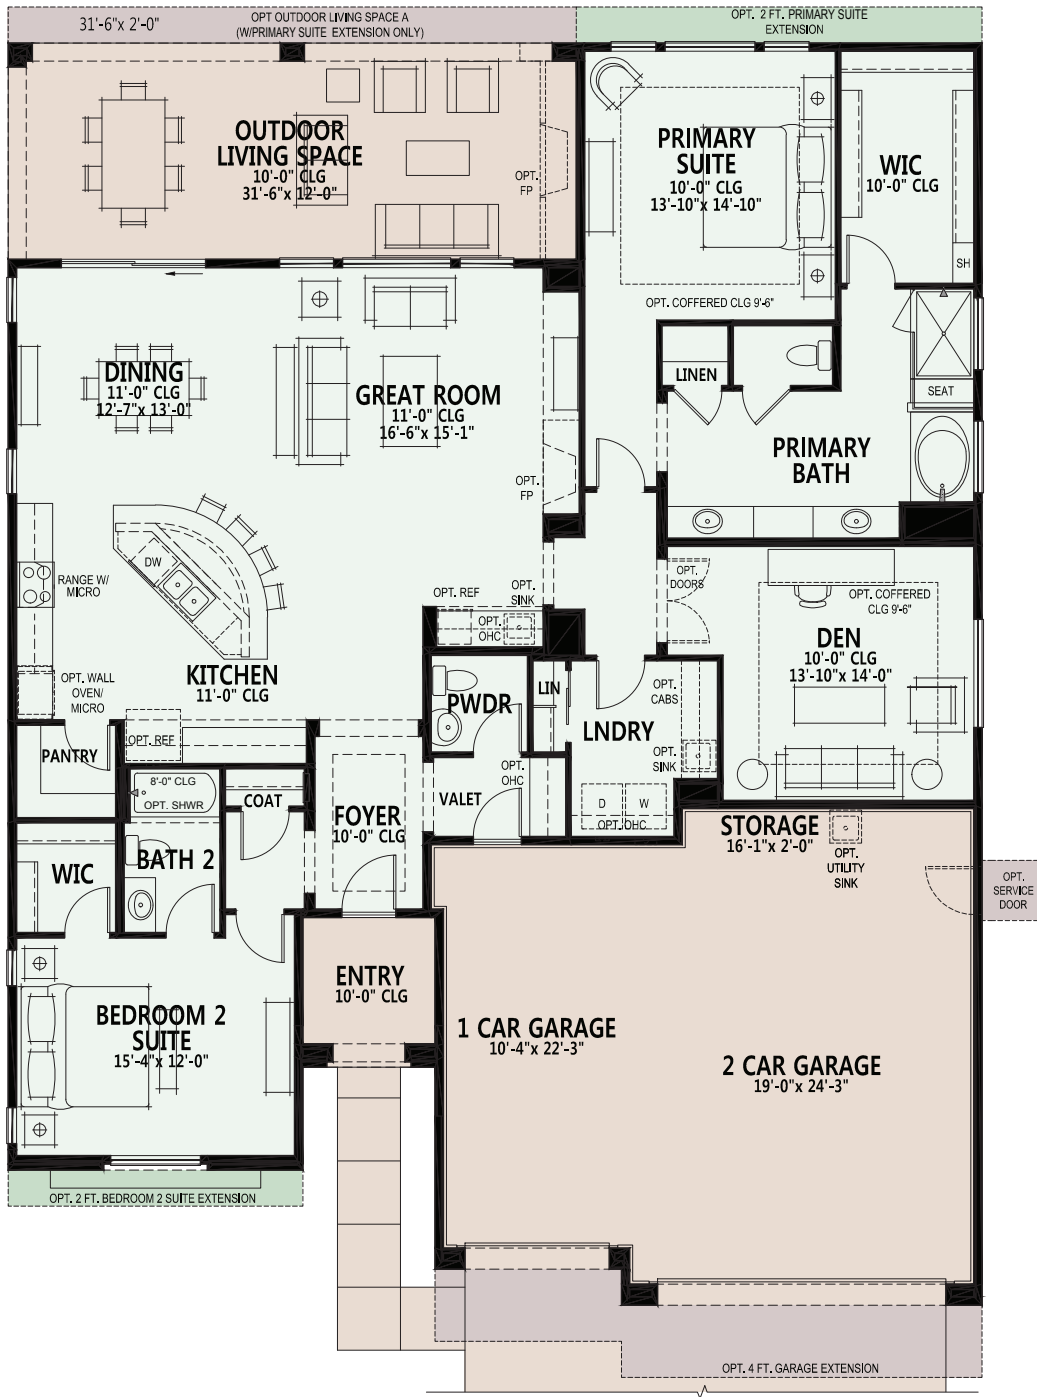 31'-6"x 2'-0"
OPT OUTDOOR LIVING SPACE A
(W/PRIMARY SUITE EXTENSION ONLY)
OPT. 2 FT. PRIMARY SUITE
EXTENSION
OUTDOOR
LIVING SPACE
10'-0" CLG
31'-6"x 12'-0"
OPT.
FP
PRIMARY
SUITE
10'-0" CLG
13'-10"x 14'-10"
OPT. COFFERED CLG 9'-6"
WIC
10'-0" CLG
SH
SEAT
LINEN
PRIMARY
BATH
DINING
11'-0" CLG
12'-7"x 13'-0"
GREAT ROOM
11'-0" CLG
16'-6"x 15'-1"
OPT.
FP
DW
RANGE W/
MICRO
OPT. REF
OPT.
SINK
OPT.
OHC
OPT.
DOORS
OPT. COFFERED
CLG 9'-6"
DEN
10'-0" CLG
13'-10"x 14'-0"
KITCHEN
11'-0" CLG
OPT. WALL
OVEN/
MICRO
PWDR
LIN
LNDRY
OPT.
CABS
OPT.
SINK
PANTRY
OPT. REF
8'-0" CLG
OPT. SHWR
COAT
FOYER
10'-0" CLG
VALET
OPT.
OHC
D
W
OPT. OHC
STORAGE
16'-1"x 2'-0"
OPT.
UTILITY
SINK
OPT.
SERVICE
DOOR
WIC
BATH 2
ENTRY
10'-0" CLG
BEDROOM 2
SUITE
15'-4"x 12'-0"
1 CAR GARAGE
10'-4"x 22'-3"
2 CAR GARAGE
19'-0"x 24'-3"
OPT. 2 FT. BEDROOM 2 SUITE EXTENSION
OPT. 4 FT. GARAGE EXTENSION